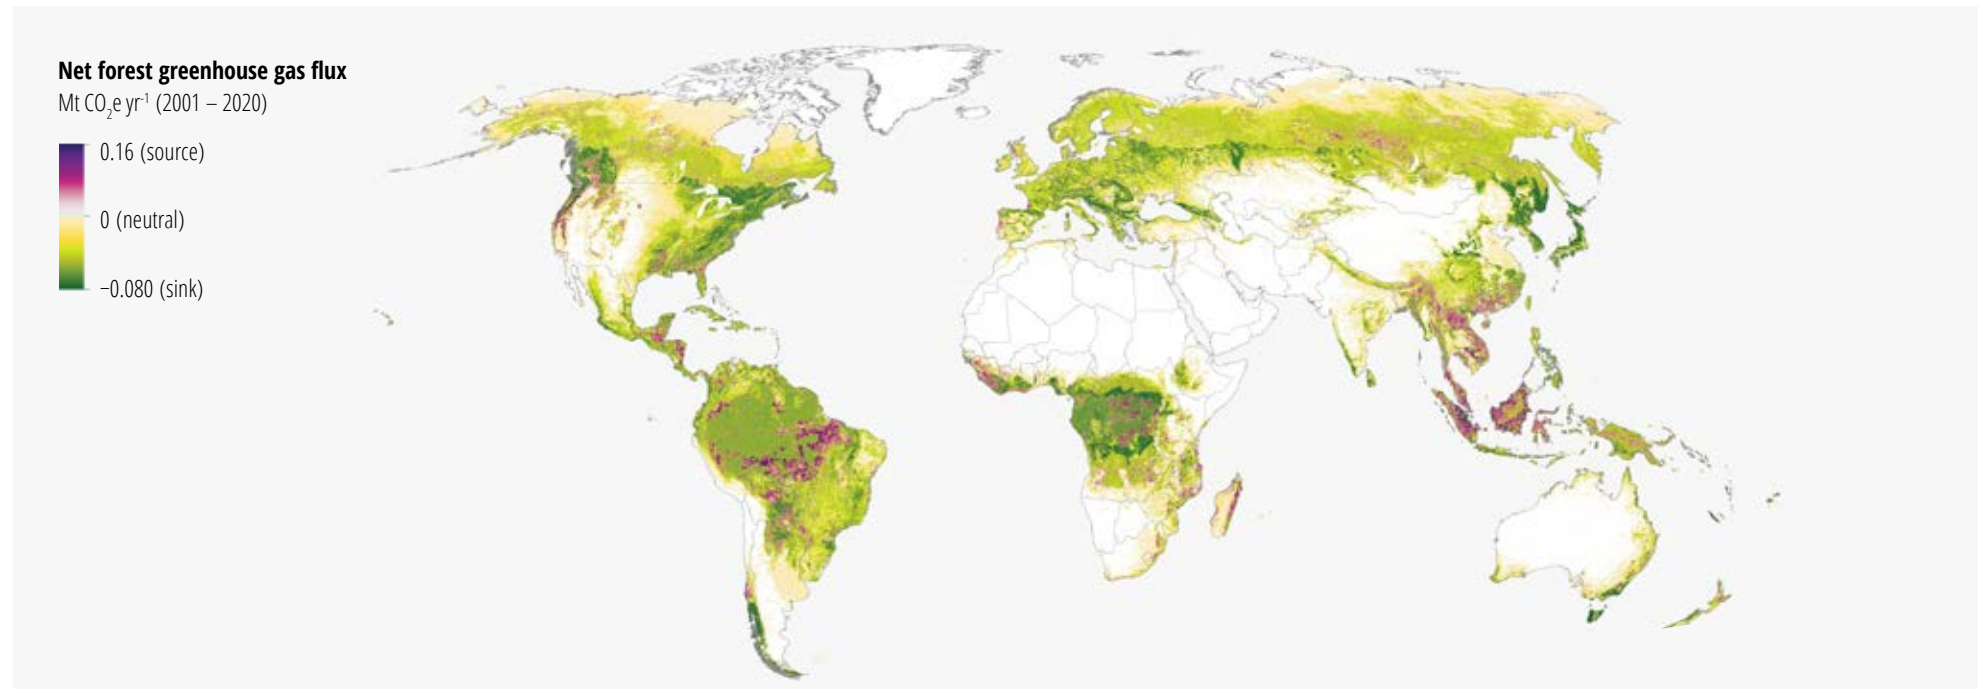 Net forest greenhouse gas flux
Mt CO₂e yr⁻¹ (2001 – 2020)
0.16 (source)
0 (neutral)
−0.080 (sink)